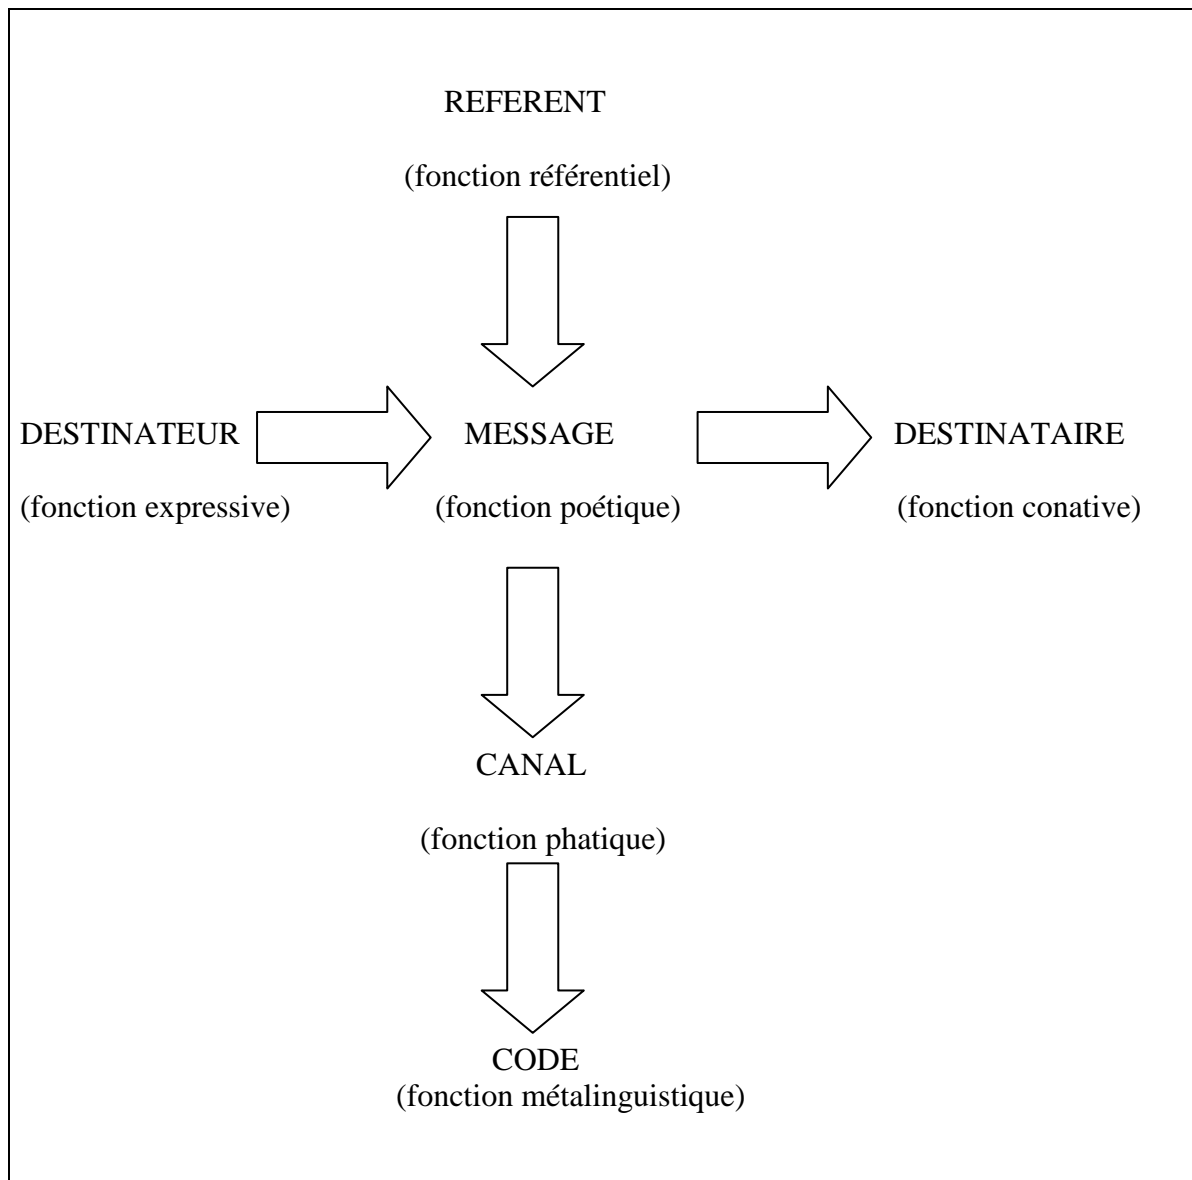 REFERENT
(fonction référentiel)
DESTINATEUR MESSAGE DESTINATAIRE
(fonction expressive) (fonction poétique) (fonction conative)
CANAL
(fonction phatique)
CODE
(fonction métalinguistique)